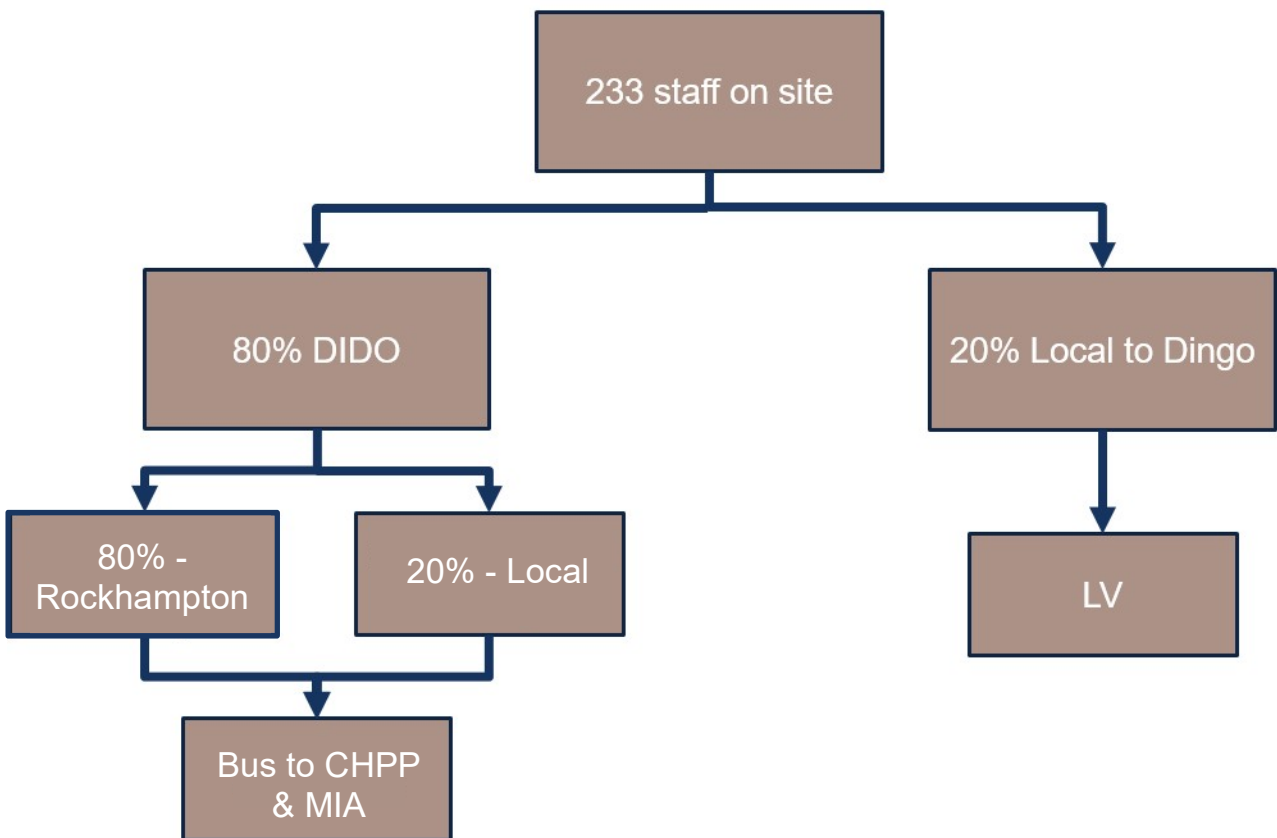 233 staff on site
80% DIDO
20% Local to Dingo
80% -
Rockhampton
20% - Local
LV
Bus to CHPP
& MIA